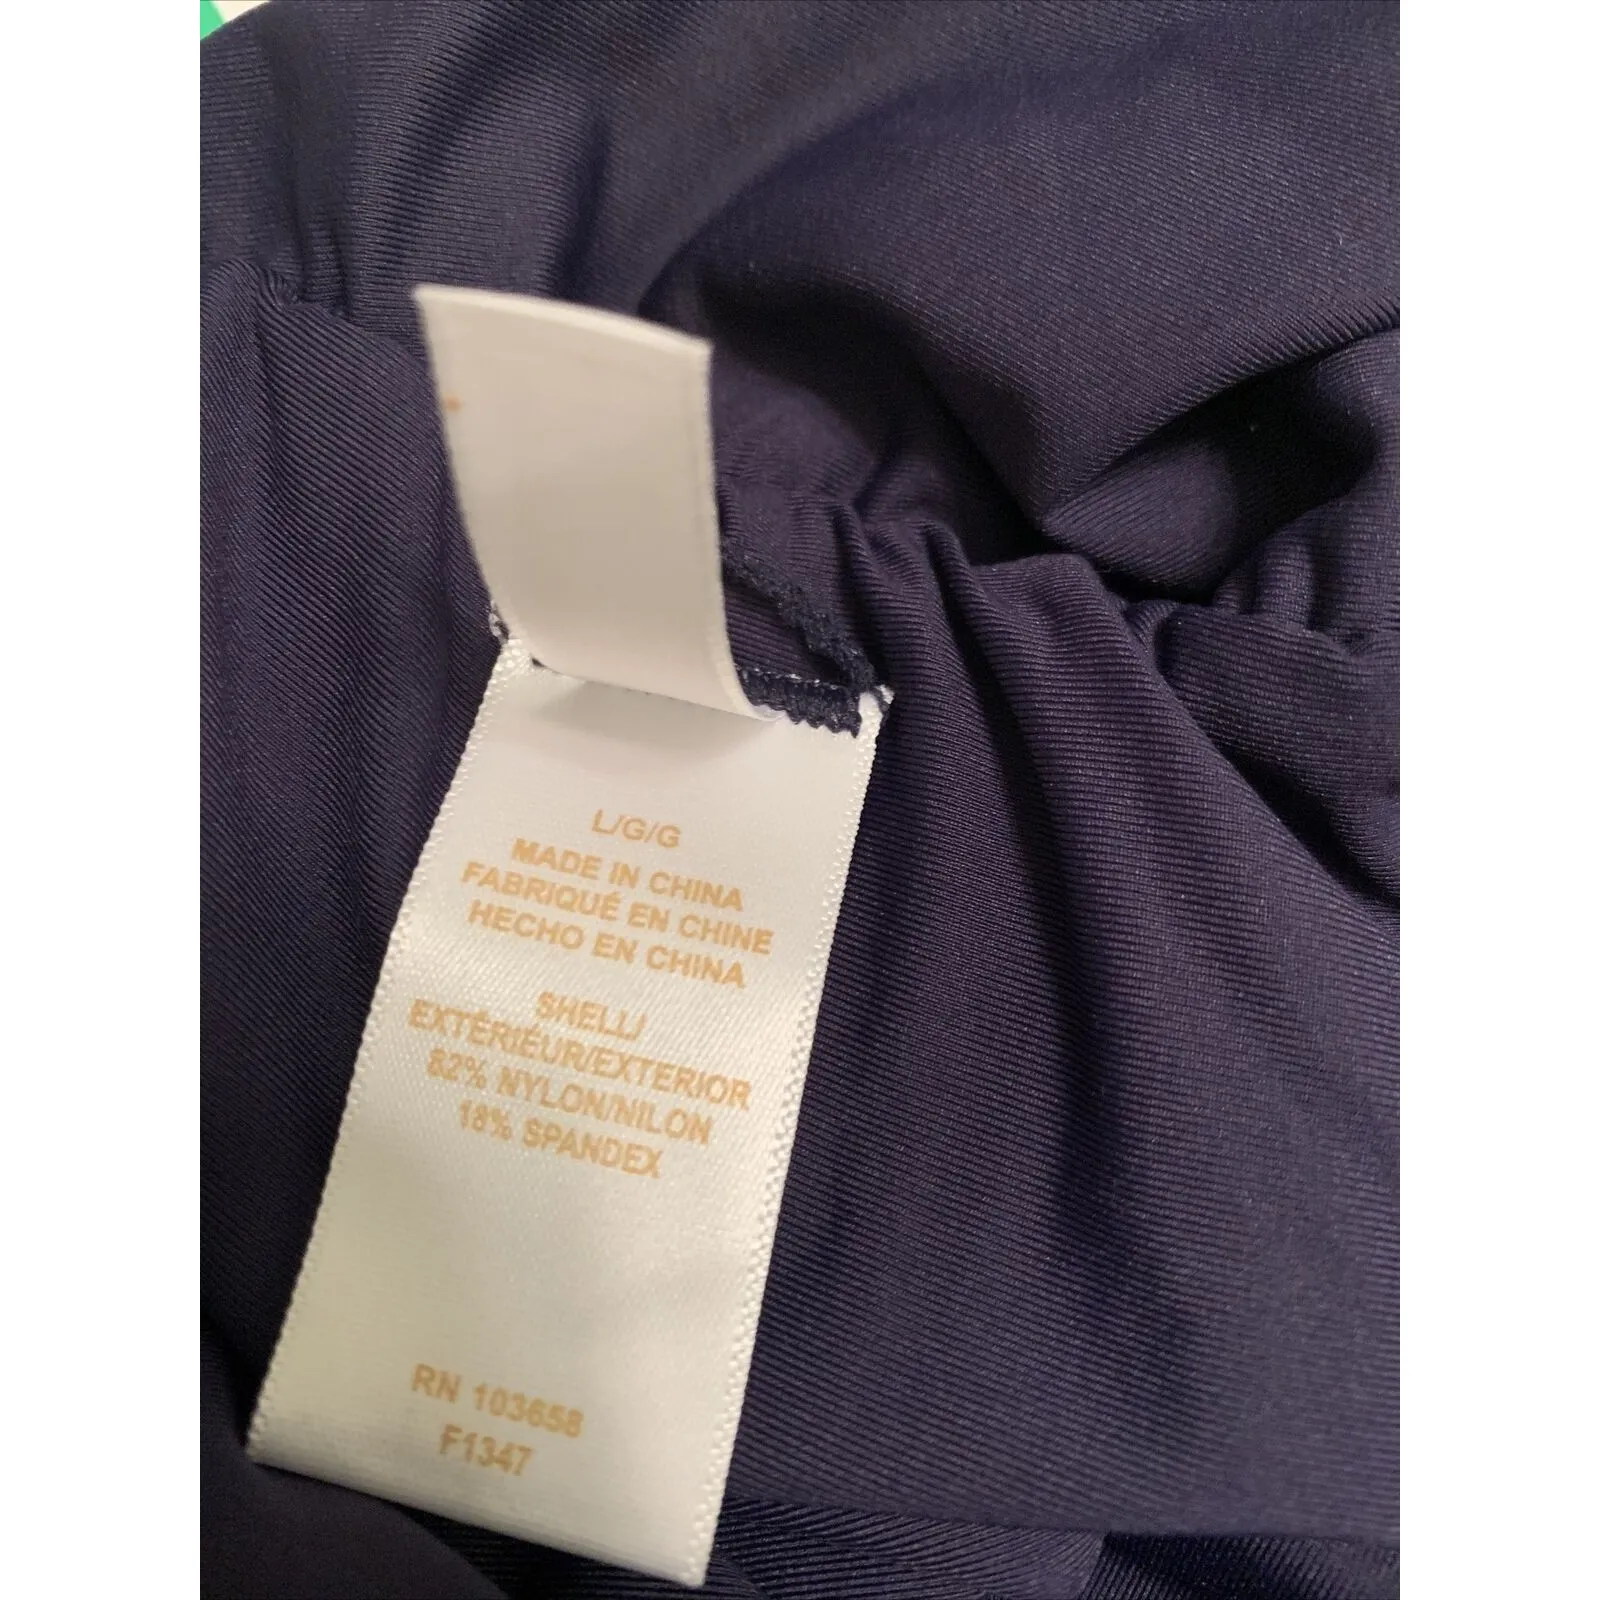 L/G/G
MADE IN CHINA
FABRIQUÉ EN CHINE
HECHO EN CHINA
SHELL/
EXTÉRIEUR/EXTERIOR
82% NYLON/NILON
18% SPANDEX
RN 103658
F1347